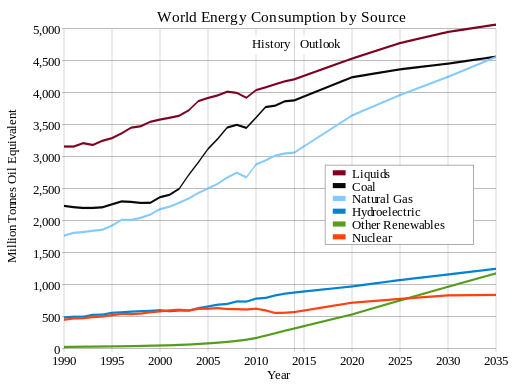 World Energy Consumption by Source
History Outlook
Million Tonnes Oil Equivalent
5,000
4,500
4,000
3,500
3,000
2,500
2,000
1,500
1,000
500
0
Liquids
Coal
Natural Gas
Hydroelectric
Other Renewables
Nuclear
1990 1995 2000 2005 2010 2015 2020 2025 2030 2035
Year